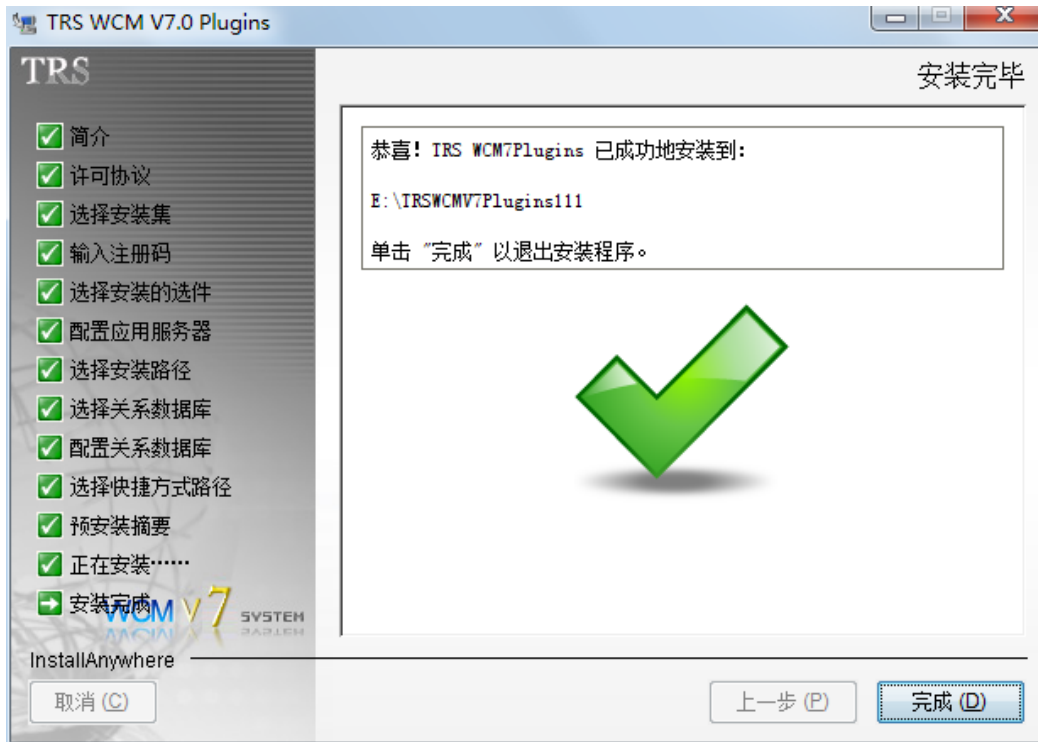 TRS WCM V7.0 Plugins
TRS
安装完毕
简介
许可协议
选择安装集
输入注册码
选择安装的选件
配置应用服务器
选择安装路径
选择关系数据库
配置关系数据库
选择快捷方式路径
预安装摘要
正在安装……
安装完成
WCM V7 SYSTEM
恭喜! TRS WCM7Plugins 已成功地安装到:
E:\TRSWCMV7Plugins111
单击 "完成" 以退出安装程序。
InstallAnywhere
取消 (C)
上一步 (P)
完成 (D)